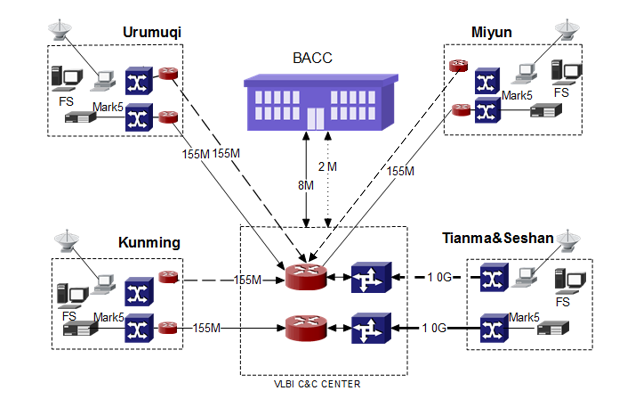 Urumqi
Miyun
BACC
FS
Mark5
FS
Mark5
155M
155M
155M
8M
2 M
Kunming
Tianma&Seshan
155M
1 0G
FS
Mark5
FS
Mark5
155M
1 0G
VLBI C&C CENTER